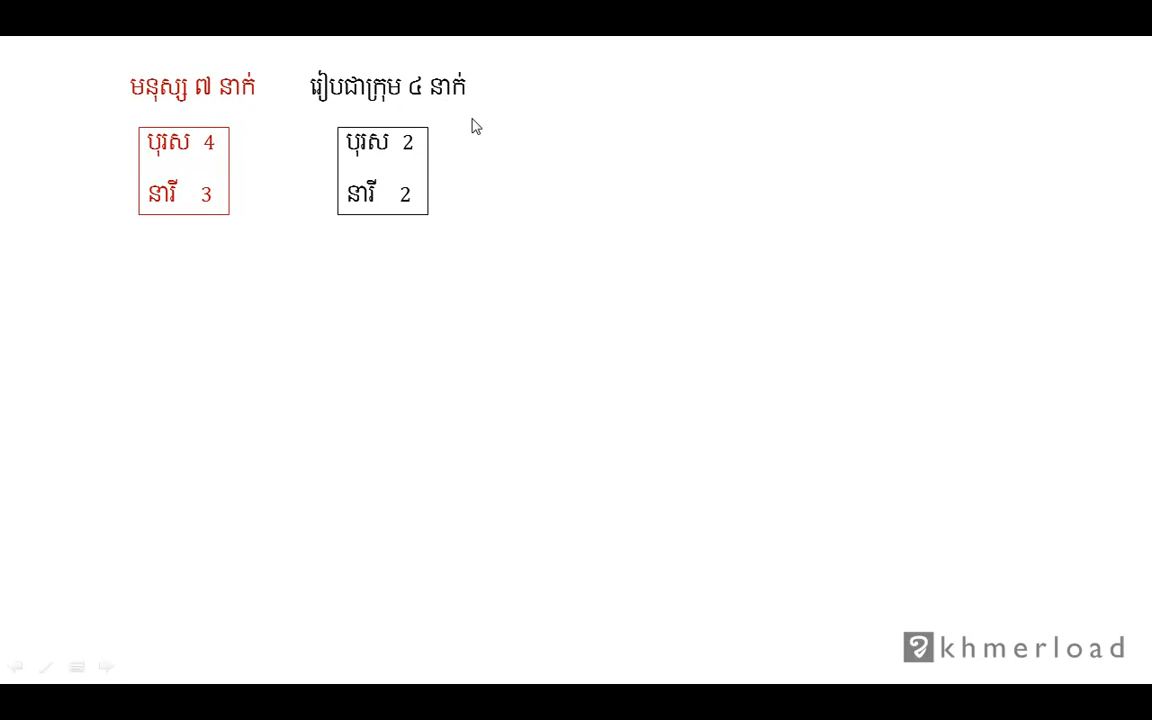 មនុស្ស ៧ នាក់
រៀបជាក្រុម ៤ នាក់
បុរស 4
នារី 3
បុរស 2
នារី 2
khmerload